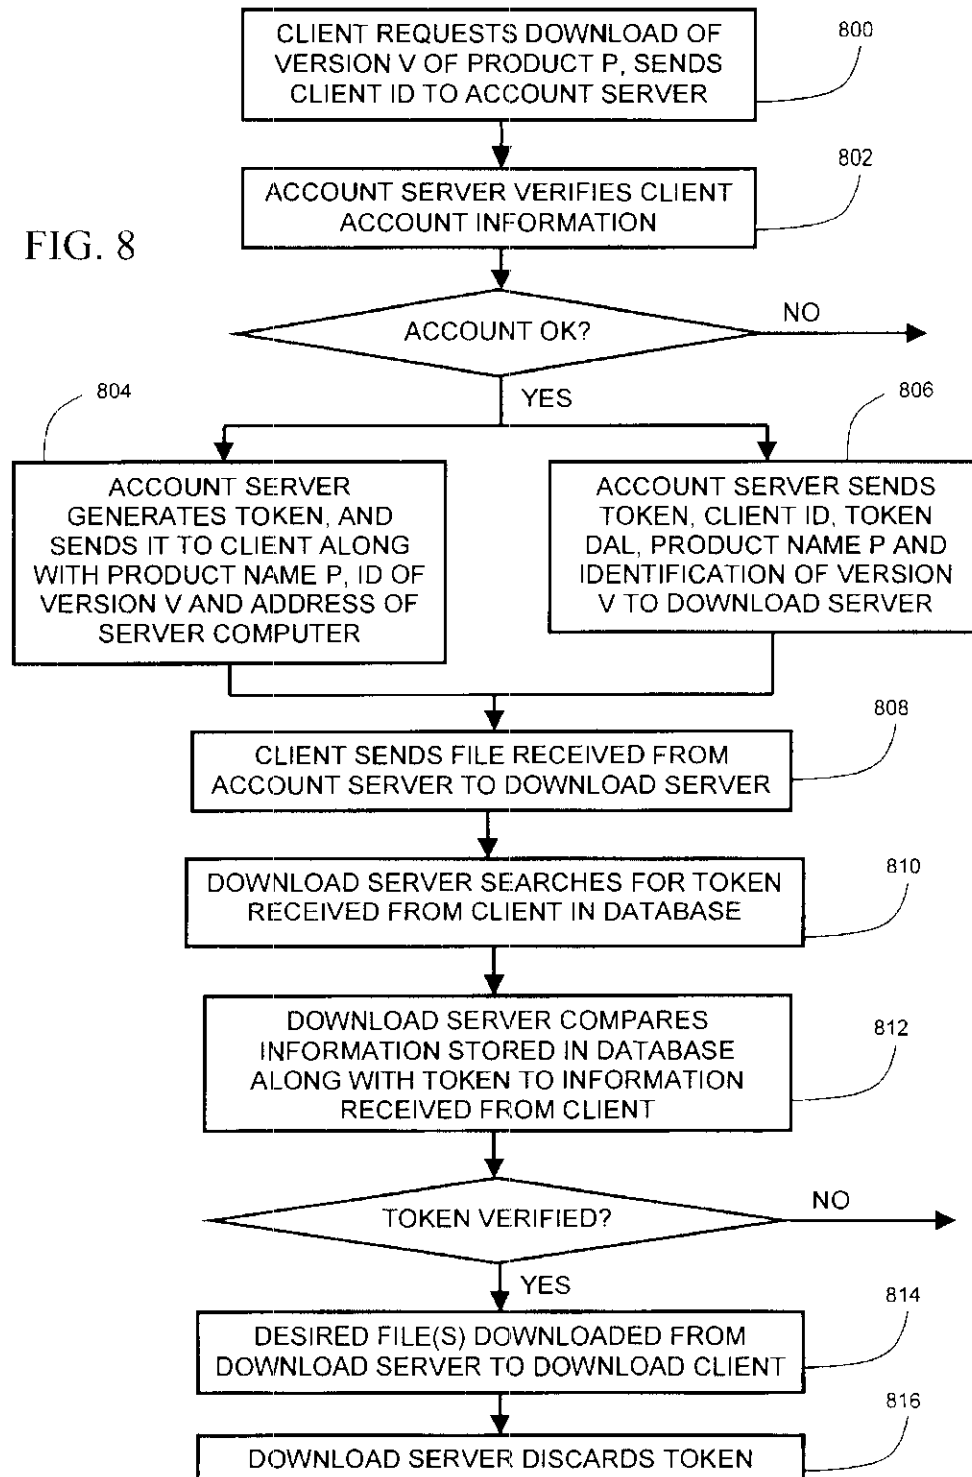 CLIENT REQUESTS DOWNLOAD OF
VERSION V OF PRODUCT P, SENDS
CLIENT ID TO ACCOUNT SERVER
800
802
ACCOUNT SERVER VERIFIES CLIENT
ACCOUNT INFORMATION
FIG. 8
ACCOUNT OK?
NO
YES
804
806
ACCOUNT SERVER
GENERATES TOKEN, AND
SENDS IT TO CLIENT ALONG
WITH PRODUCT NAME P, ID OF
VERSION V AND ADDRESS OF
SERVER COMPUTER
ACCOUNT SERVER SENDS
TOKEN, CLIENT ID, TOKEN
DAL, PRODUCT NAME P AND
IDENTIFICATION OF VERSION
V TO DOWNLOAD SERVER
808
CLIENT SENDS FILE RECEIVED FROM
ACCOUNT SERVER TO DOWNLOAD SERVER
810
DOWNLOAD SERVER SEARCHES FOR TOKEN
RECEIVED FROM CLIENT IN DATABASE
812
DOWNLOAD SERVER COMPARES
INFORMATION STORED IN DATABASE
ALONG WITH TOKEN TO INFORMATION
RECEIVED FROM CLIENT
TOKEN VERIFIED?
NO
YES
814
DESIRED FILE(S) DOWNLOADED FROM
DOWNLOAD SERVER TO DOWNLOAD CLIENT
816
DOWNLOAD SERVER DISCARDS TOKEN